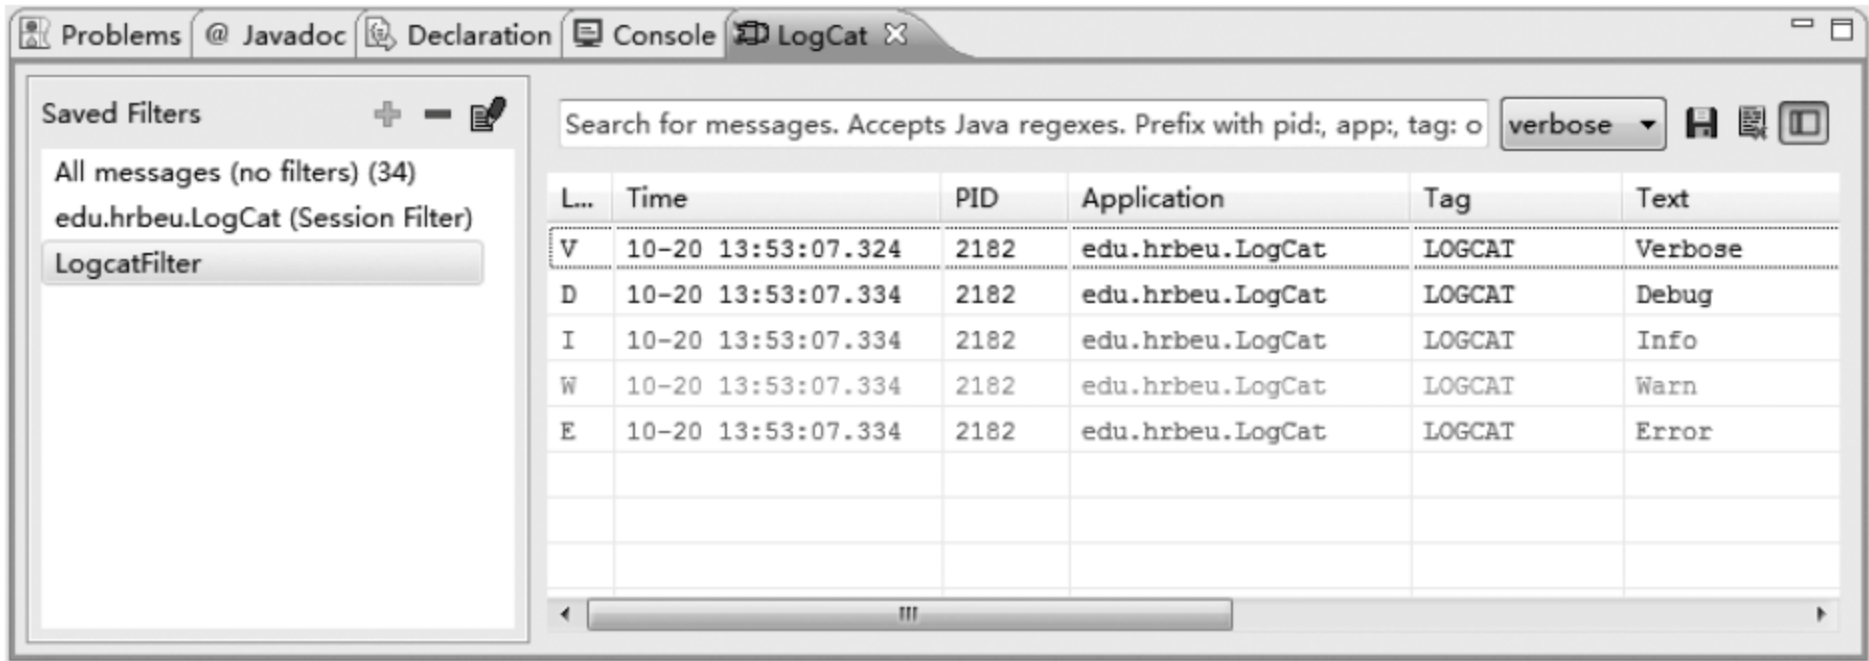 Problems @ Javadoc Declaration Console LogCat
Saved Filters
All messages (no filters) (34)
edu.hrbeu.LogCat (Session Filter)
LogcatFilter
Search for messages. Accepts Java regexes. Prefix with pid:, app:, tag: o verbose
L... Time PID Application Tag Text
V 10-20 13:53:07.324 2182 edu.hrbeu.LogCat LOGCAT Verbose
D 10-20 13:53:07.334 2182 edu.hrbeu.LogCat LOGCAT Debug
I 10-20 13:53:07.334 2182 edu.hrbeu.LogCat LOGCAT Info
W 10-20 13:53:07.334 2182 edu.hrbeu.LogCat LOGCAT Warn
E 10-20 13:53:07.334 2182 edu.hrbeu.LogCat LOGCAT Error